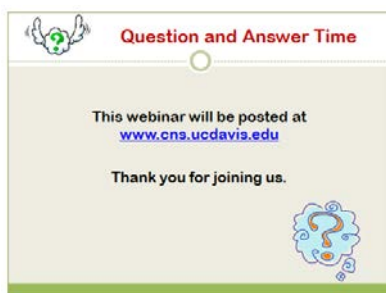 Question and Answer Time
This webinar will be posted at
www.cns.ucdavis.edu
Thank you for joining us.